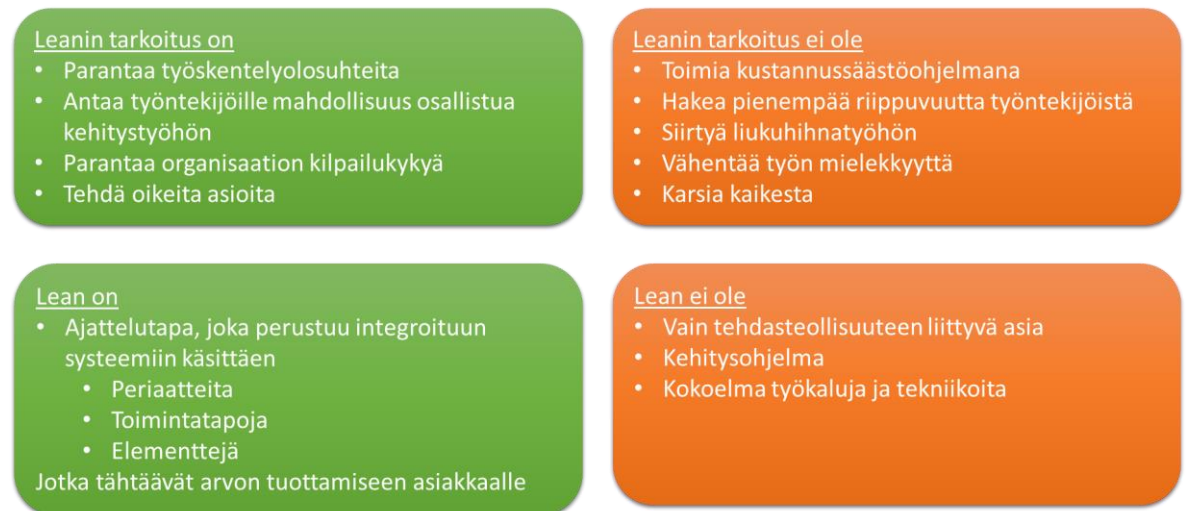 Leanin tarkoitus on
• Parantaa työskentelyolosuhteita
• Antaa työntekijöille mahdollisuus osallistua
kehitystyöhön
• Parantaa organisaation kilpailukykyä
• Tehdä oikeita asioita
Leanin tarkoitus ei ole
• Toimia kustannussäästöohjelmana
• Hakea pienempää riippuvuutta työntekijöistä
• Siirtyä liukuhihnatyöhön
• Vähentää työn mielekkyyttä
• Karsia kaikesta
Lean on
• Ajattelutapa, joka perustuu integroituun
systeemiin käsittäen
• Periaatteita
• Toimintatapoja
• Elementtejä
Jotka tähtäävät arvon tuottamiseen asiakkaalle
Lean ei ole
• Vain tehdasteollisuuteen liittyvä asia
• Kehitysohjelma
• Kokoelma työkaluja ja tekniikoita